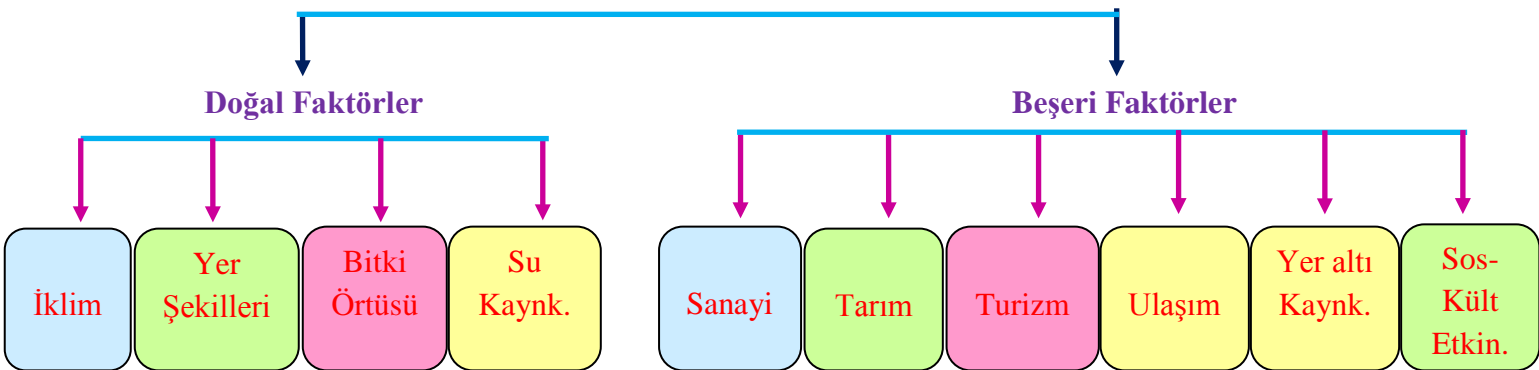 Doğal Faktörler
Beşeri Faktörler
İklim
Yer
Şekilleri
Bitki
Örtüsü
Su
Kaynk.
Sanayi
Tarım
Turizm
Ulaşım
Yer altı
Kaynk.
Sos-
Kült
Etkin.